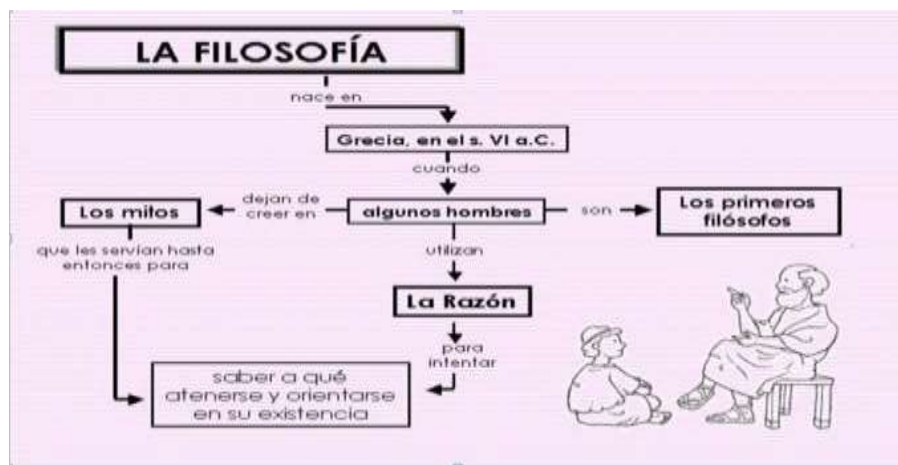 LA FILOSOFÍA
nace en
Grecia, en el s. VI a.C.
cuando
Los mitos
dejan de
creer en
algunos hombres
son
Los primeros
filósofos
que les servían hasta
entonces para
utilizan
La Razón
para
intentar
saber a qué
atenerse y orientarse
en su existencia